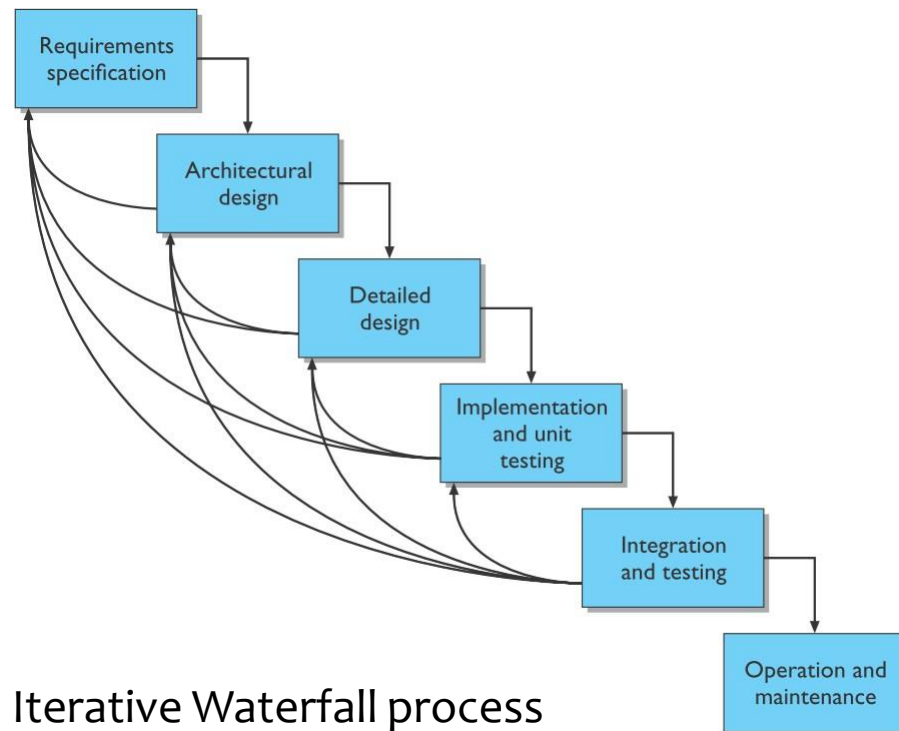 Requirements
specification
Architectural
design
Detailed
design
Implementation
and unit
testing
Integration
and testing
Operation and
maintenance
Iterative Waterfall process